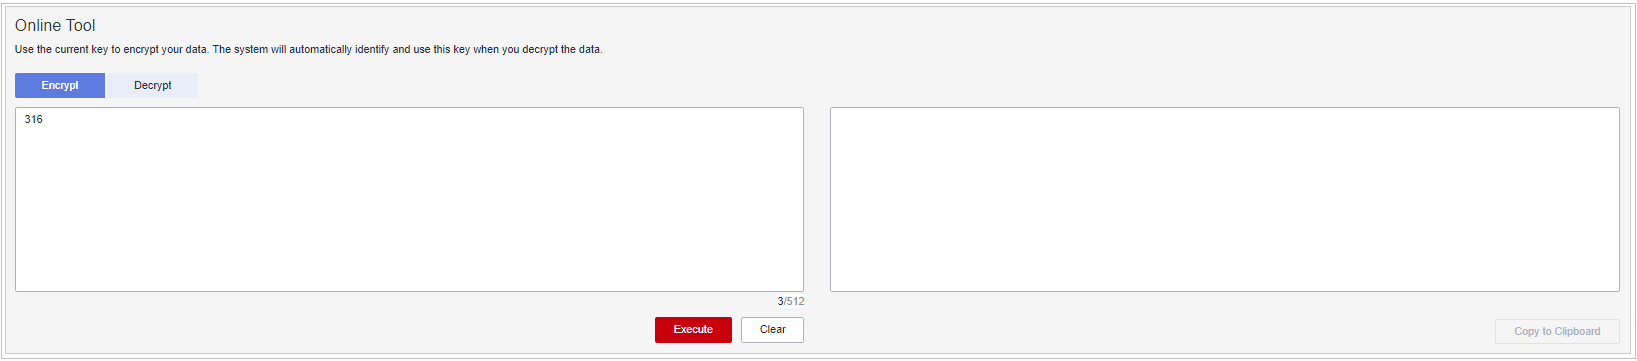 Online Tool
Use the current key to encrypt your data. The system will automatically identify and use this key when you decrypt the data.
Encrypt Decrypt
316
3/512
Execute Clear
Copy to Clipboard